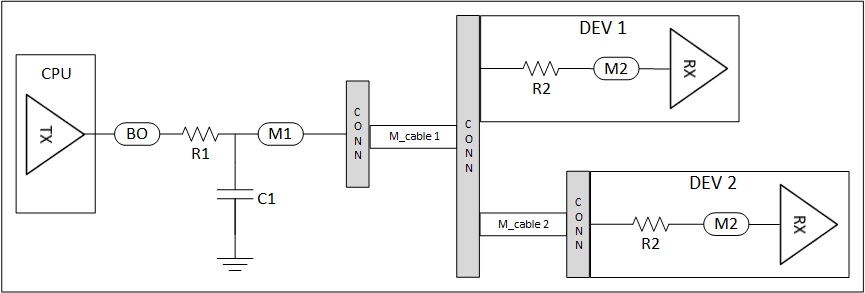 CPU
TX
BO
R1
C1
M1
CONN
M_cable 1
CONN
DEV 1
R2
M2
RX
M_cable 2
CONN
DEV 2
R2
M2
RX